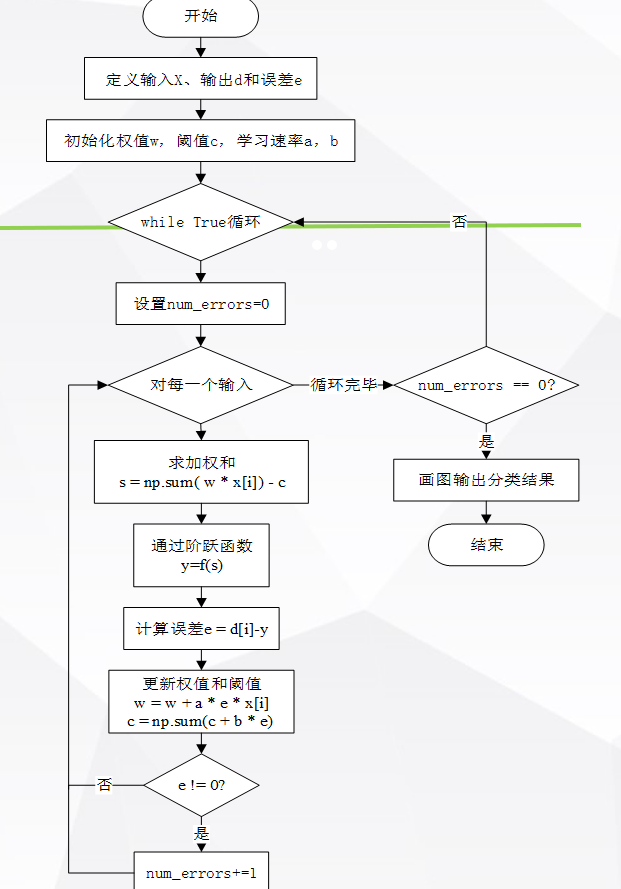 开始
定义输入X、输出d和误差e
初始化权值w，阈值c，学习速率a，b
while True循环
否
设置num_errors=0
对每一个输入
循环完毕
num_errors == 0?
是
求加权和
s = np.sum( w * x[i]) - c
画图输出分类结果
通过阶跃函数
y=f(s)
结束
计算误差e = d[i]-y
更新权值和阈值
w = w + a * e * x[i]
c = np.sum(c + b * e)
e != 0?
否
是
num_errors+=1